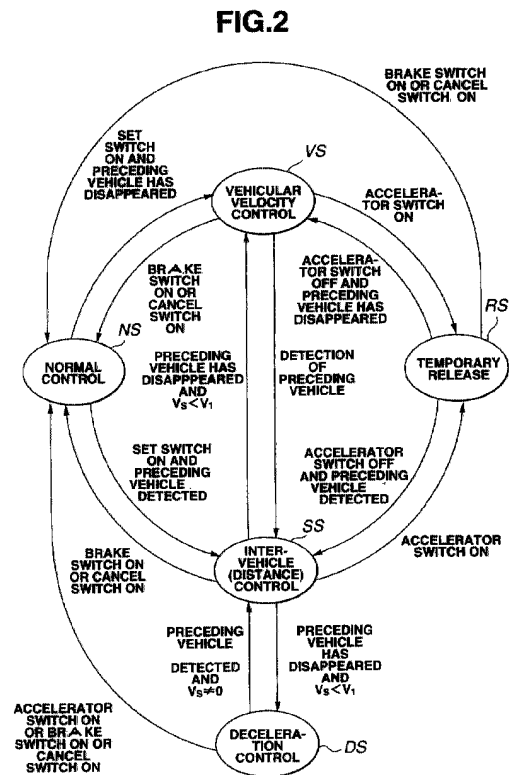 FIG.2
BRAKE SWITCH
ON OR CANCEL
SWITCH ON
SET
SWITCH
ON AND
PRECEDING
VEHICLE HAS
DISAPPEARED
VS
VEHICULAR
VELOCITY
CONTROL
ACCELERA-
TOR SWITCH
ON
BRAKE
SWITCH
ON OR
CANCEL
SWITCH
ON
ACCELERA-
TOR SWITCH
OFF AND
PRECEDING
VEHICLE HAS
DISAPPEARED
NS
NORMAL
CONTROL
RS
TEMPORARY
RELEASE
PRECEDING
VEHICLE HAS
DISAPPPEARED
AND
Vs<V1
DETECTION
OF
PRECEDING
VEHICLE
SET SWITCH
ON AND
PRECEDING
VEHICLE
DETECTED
ACCELERATOR
SWITCH OFF
AND PRECEDING
VEHICLE
DETECTED
SS
INTER-
VEHICLE
(DISTANCE)
CONTROL
BRAKE
SWITCH ON
OR CANCEL
SWITCH ON
ACCELERATOR
SWITCH ON
PRECEDING
VEHICLE
DETECTED
AND
Vs≠0
PRECEDING
VEHICLE
HAS
DISAPPEARED
AND
Vs<V1
ACCELERATOR
SWITCH ON
OR BRAKE
SWITCH ON OR
CANCEL
SWITCH ON
DECELERA-
TION
CONTROL
DS